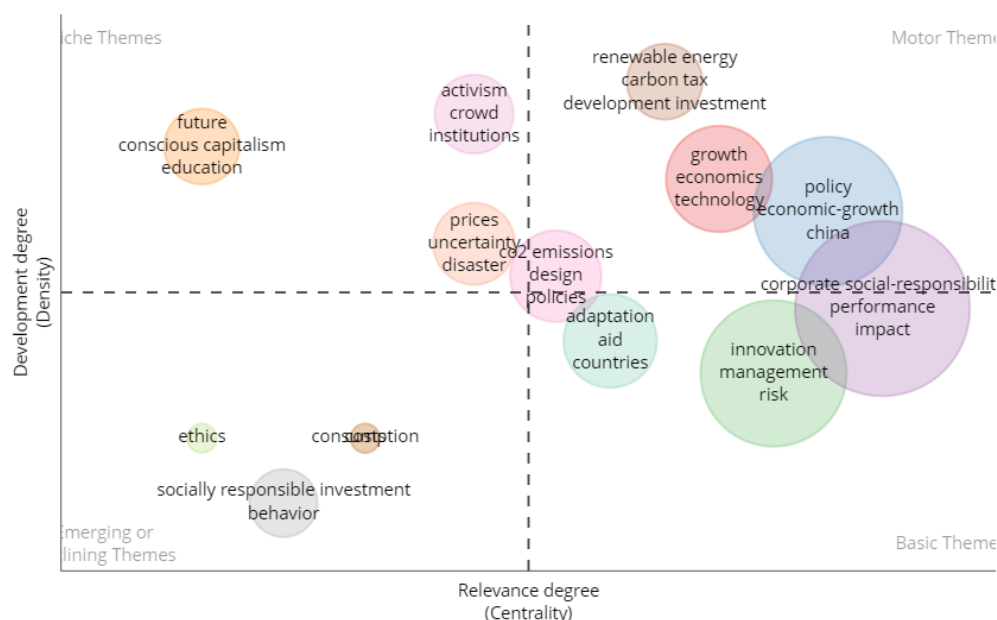 iche Themes
Motor Theme
renewable energy
carbon tax
development investment
activism
crowd
institutions
future
conscious capitalism
education
growth
economics
technology
policy
economic-growth
china
prices
uncertainty
disaster
co2 emissions
design
policies
corporate social-responsibilit
performance
impact
adaptation
aid
countries
innovation
management
risk
ethics
consumption
socially responsible investment
behavior
Emerging or
lining Themes
Basic Theme
Development degree
(Density)
Relevance degree
(Centrality)